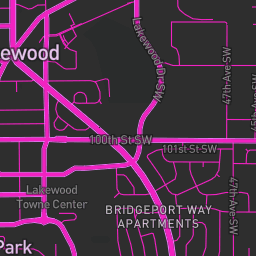 Lakewood Dr SW
47th Ave SW
kewood
100th St SW
101st St SW
Lakewood
Towne Center
47th Ave SW
BRIDGEPORT WAY
APARTMENTS
Park